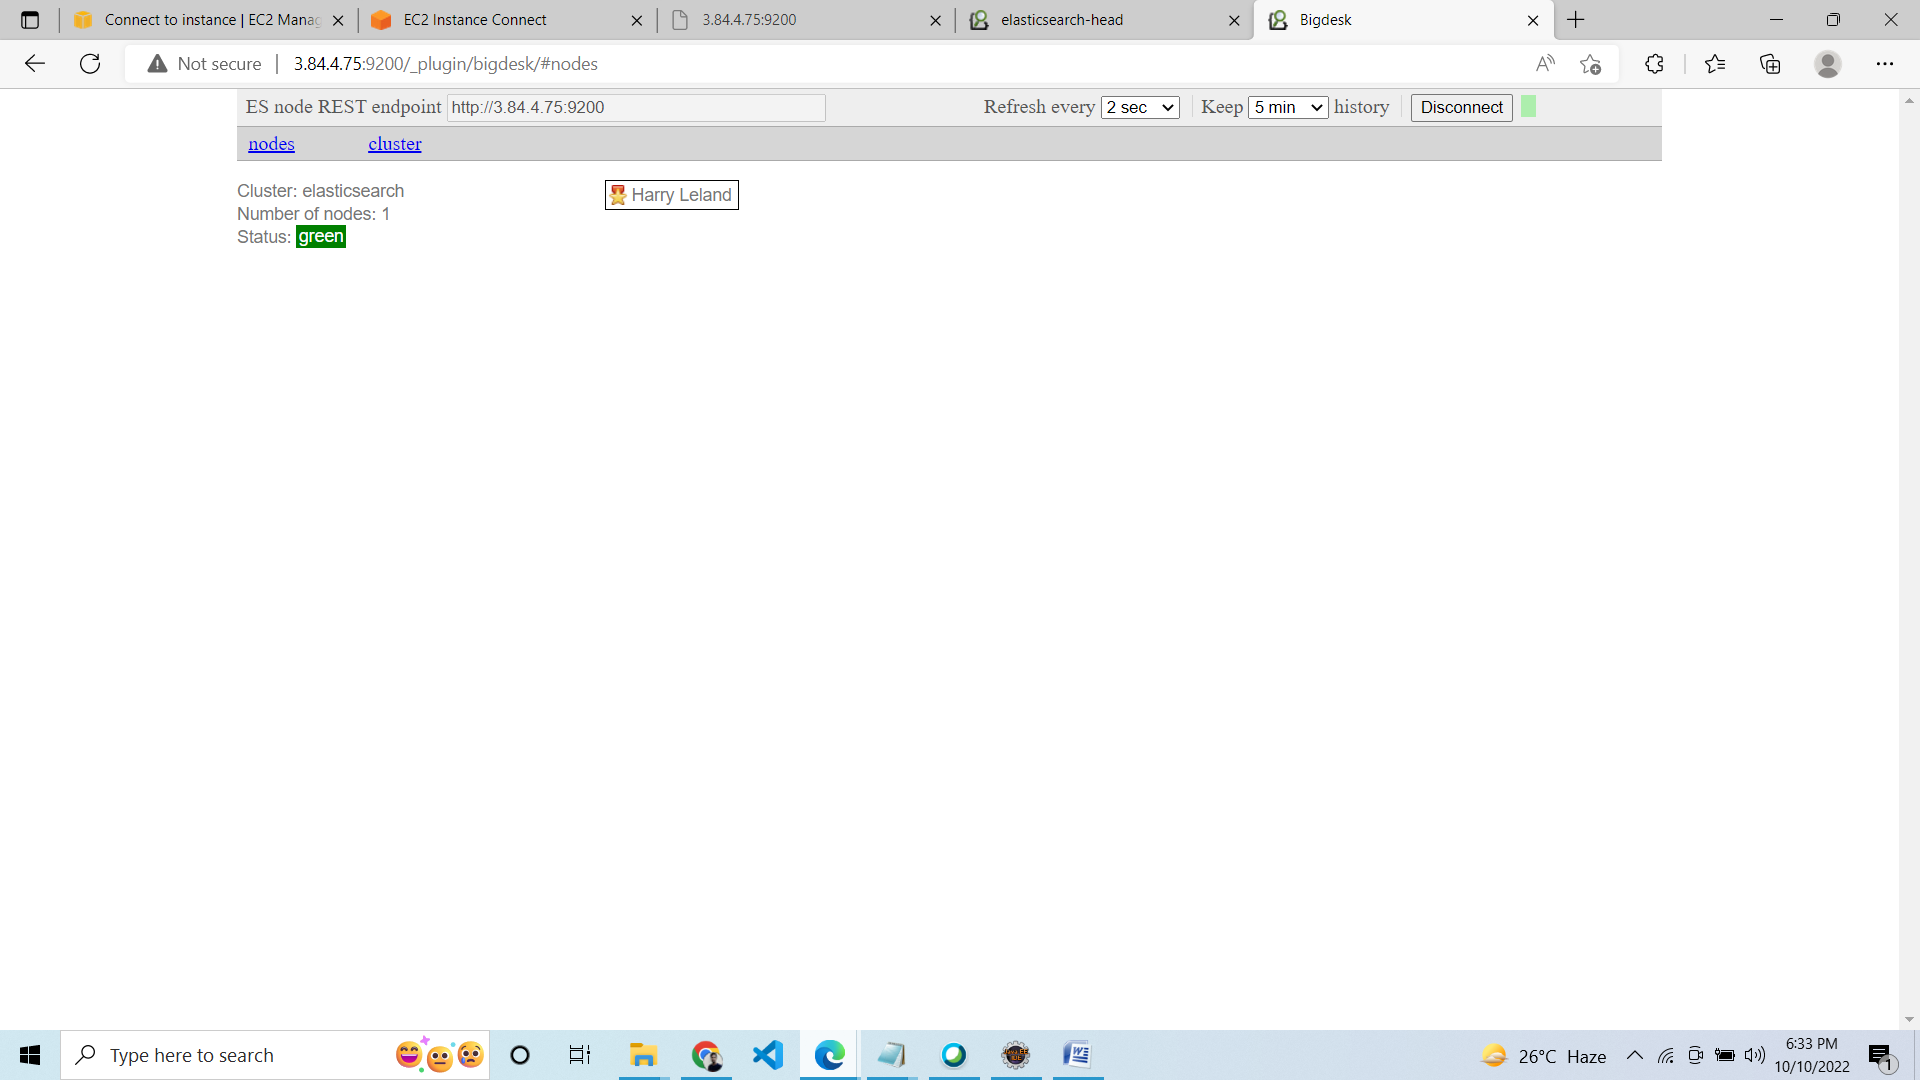 Connect to instance | EC2 Manag
EC2 Instance Connect
3.84.4.75:9200
elasticsearch-head
Bigdesk
Not secure
3.84.4.75:9200/_plugin/bigdesk/#nodes
ES node REST endpoint http://3.84.4.75:9200 Refresh every 2 sec Keep 5 min history Disconnect
nodes cluster
Cluster: elasticsearch
Number of nodes: 1
Status: green
Harry Leland
Type here to search
26°C Haze
6:33 PM
10/10/2022
1